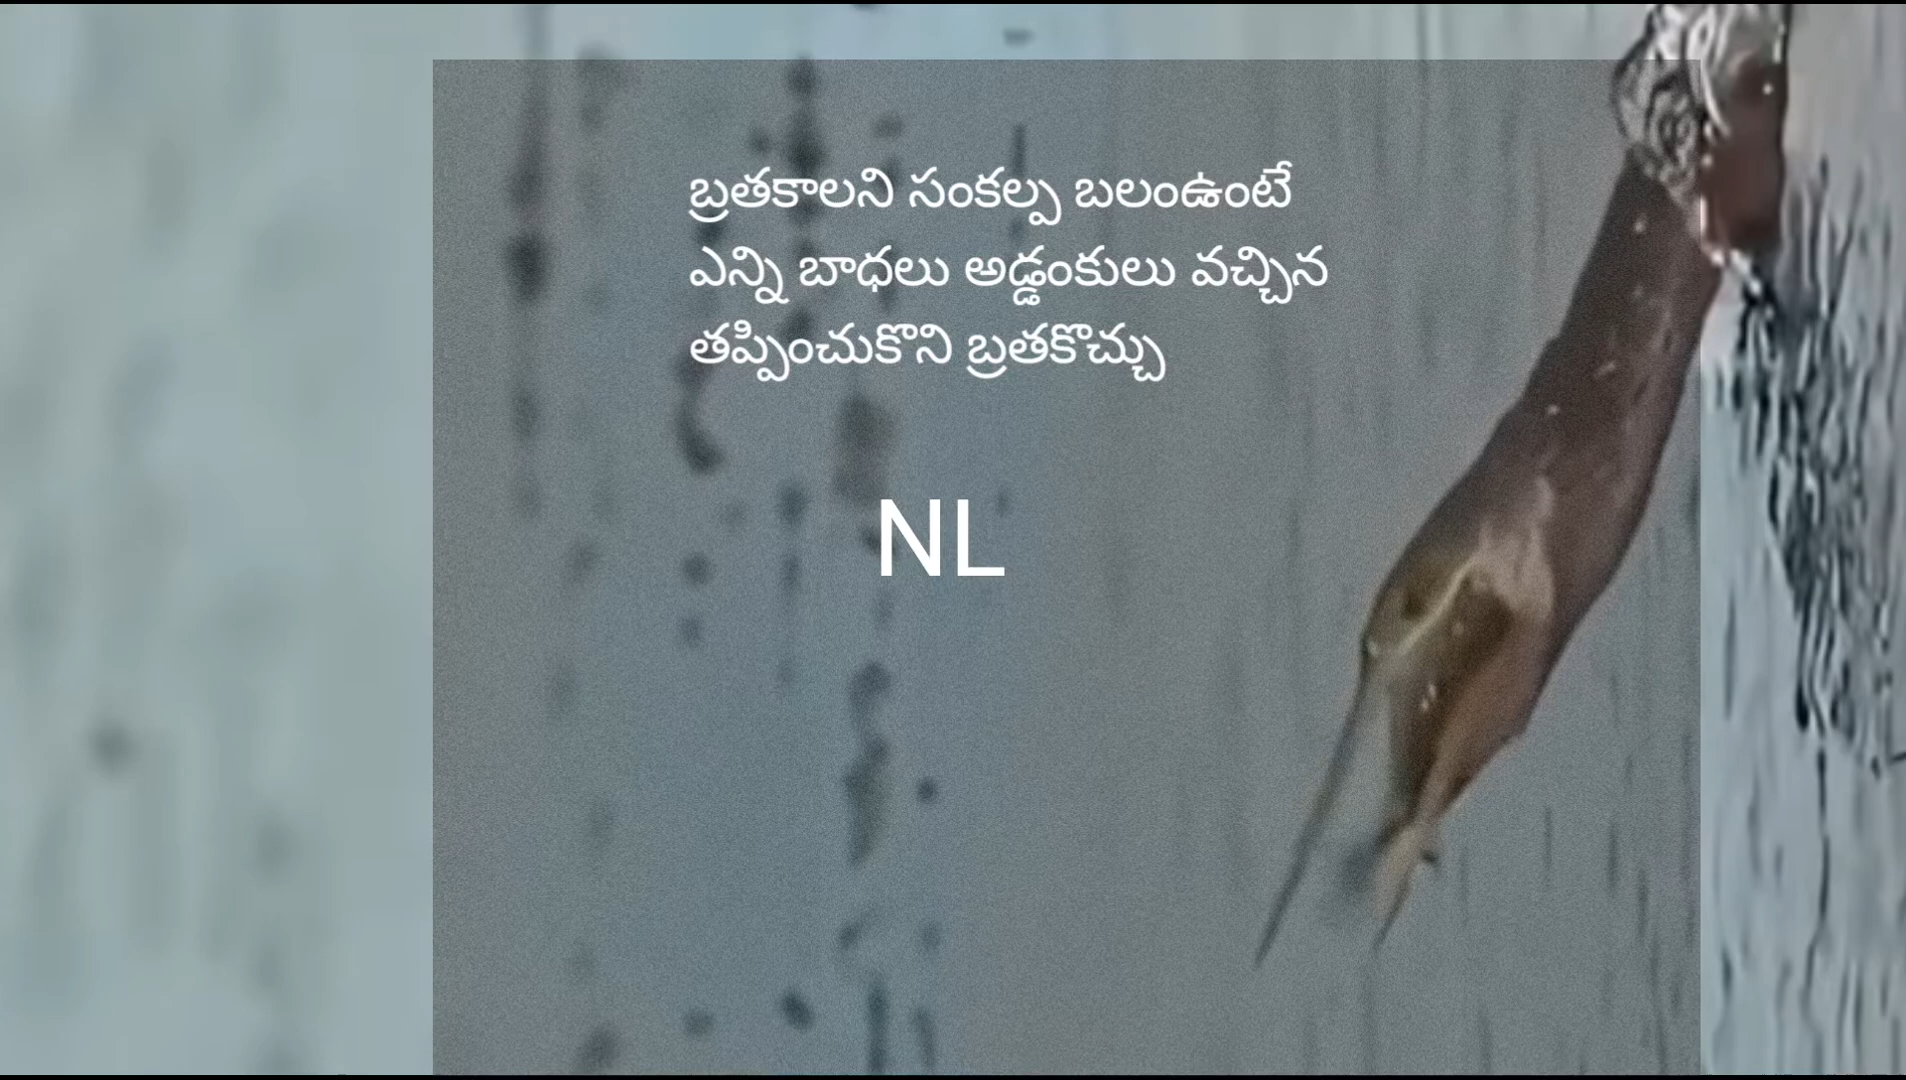 బ్రతకాలని సంకల్ప బలంఉంటే
ఎన్ని బాధలు అడ్డంకులు వచ్చిన
తప్పించుకొని బ్రతకొచ్చు
NL